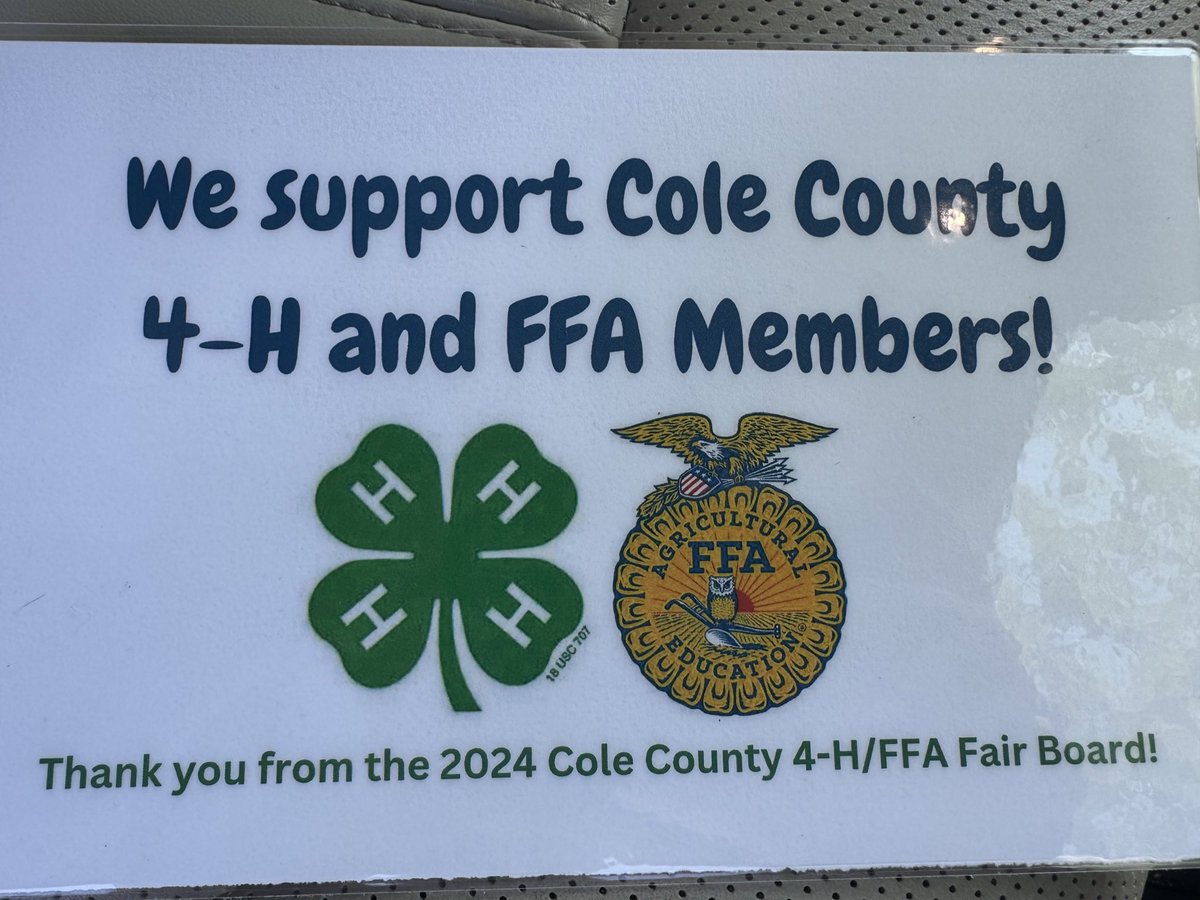 We support Cole County
4-H and FFA Members!
H H
H H
18 USC 707
AGRICULTURAL
FFA
EDUCATION®
Thank you from the 2024 Cole County 4-H/FFA Fair Board!